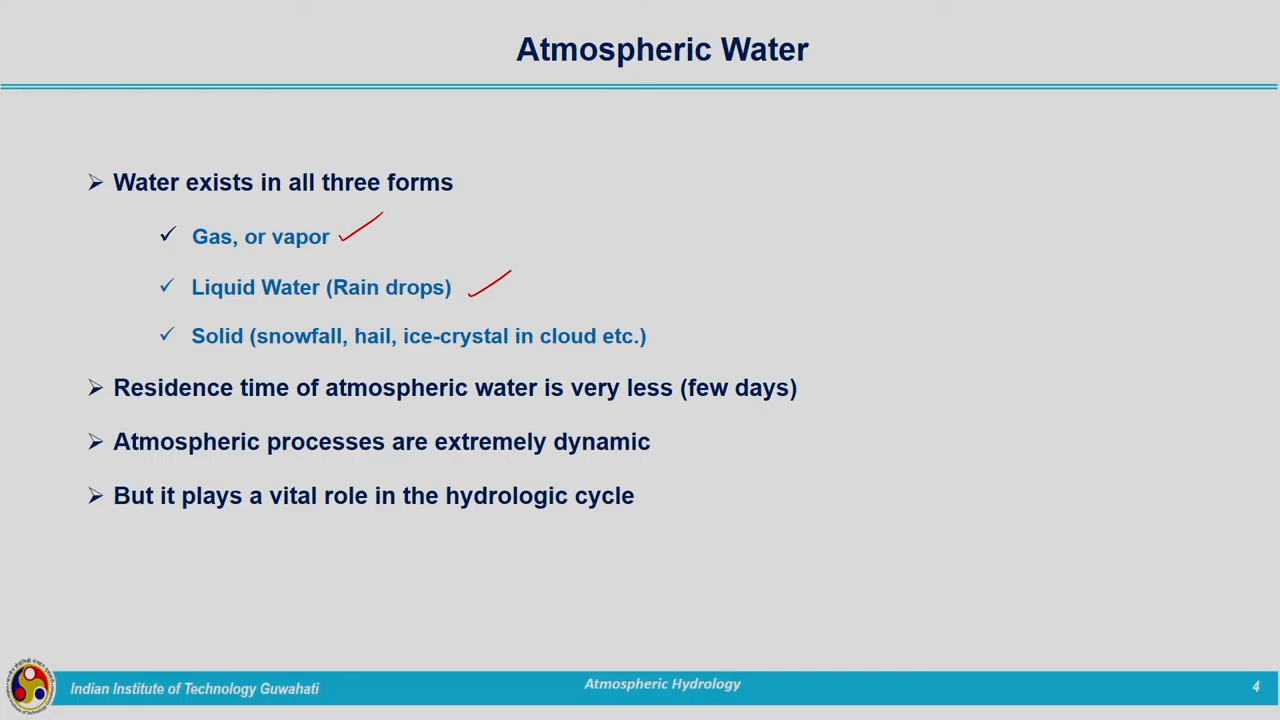 Atmospheric Water
Water exists in all three forms
Gas, or vapor
Liquid Water (Rain drops)
Solid (snowfall, hail, ice-crystal in cloud etc.)
Residence time of atmospheric water is very less (few days)
Atmospheric processes are extremely dynamic
But it plays a vital role in the hydrologic cycle
Indian Institute of Technology Guwahati
Atmospheric Hydrology
4